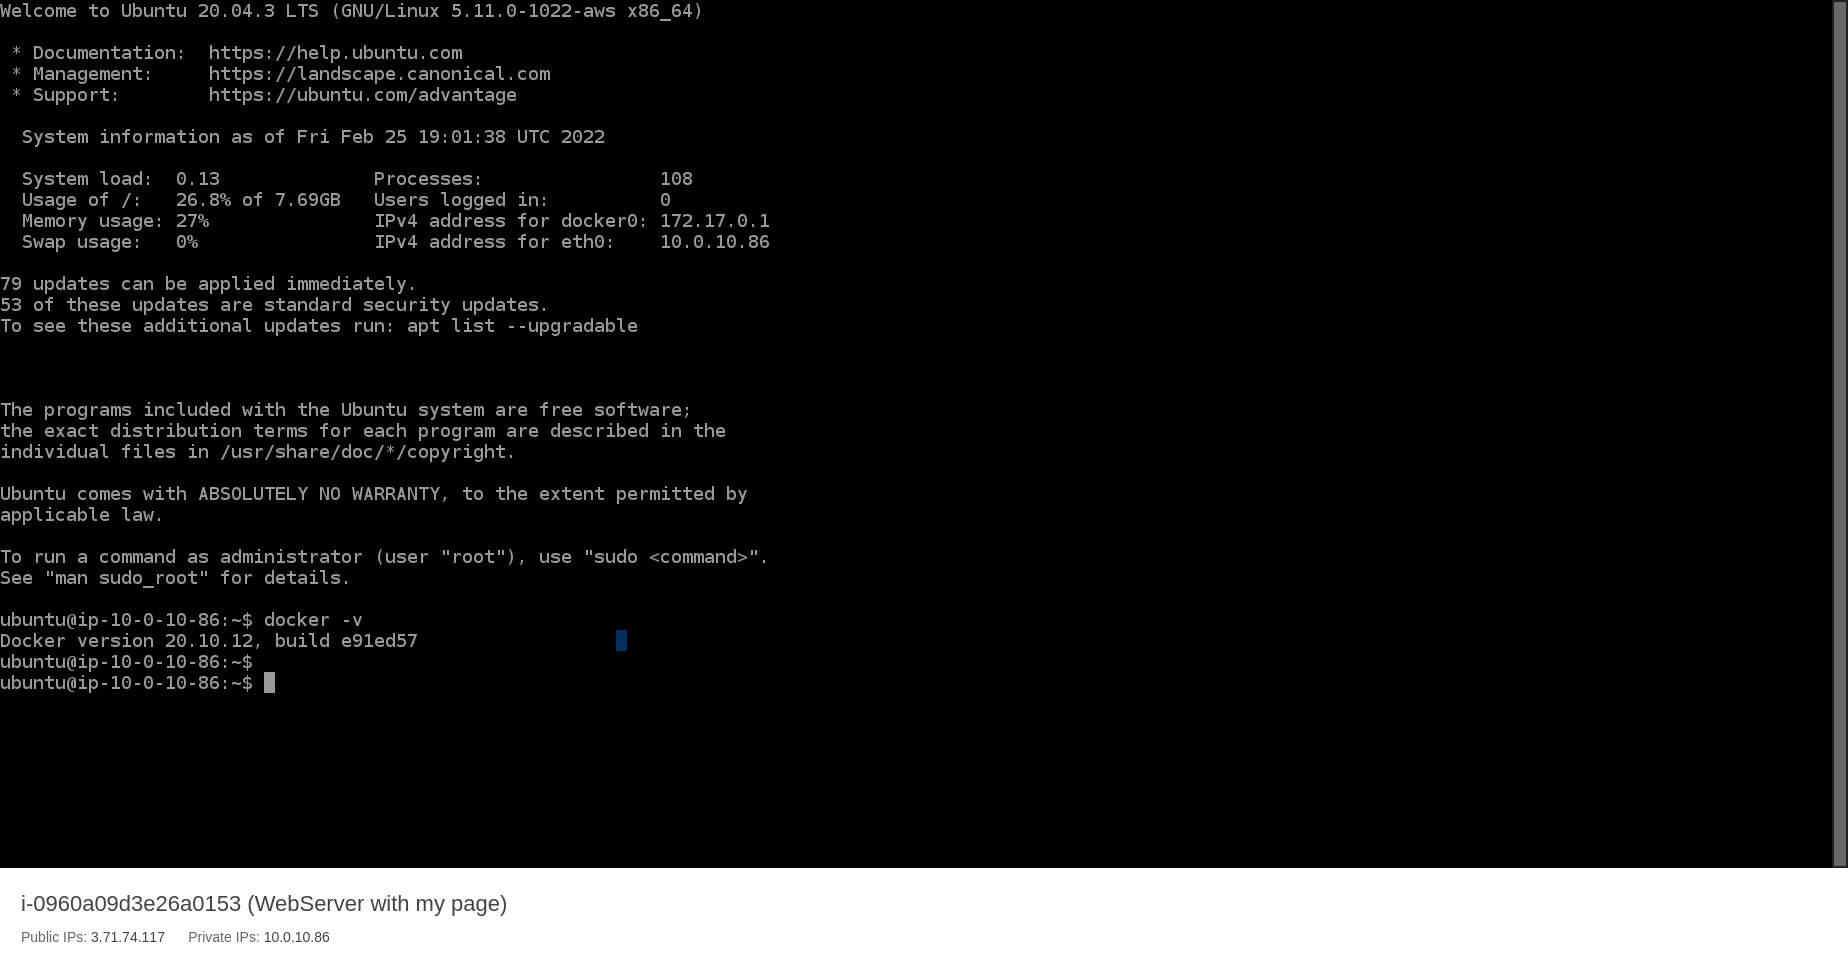 Welcome to Ubuntu 20.04.3 LTS (GNU/Linux 5.11.0-1022-aws x86_64)
* Documentation:  https://help.ubuntu.com
* Management:     https://landscape.canonical.com
* Support:        https://ubuntu.com/advantage
System information as of Fri Feb 25 19:01:38 UTC 2022
System load:  0.13              Processes:                108
Usage of /:   26.8% of 7.69GB   Users logged in:          0
Memory usage: 27%               IPv4 address for docker0: 172.17.0.1
Swap usage:   0%                IPv4 address for eth0:    10.0.10.86
79 updates can be applied immediately.
53 of these updates are standard security updates.
To see these additional updates run: apt list --upgradable
The programs included with the Ubuntu system are free software;
the exact distribution terms for each program are described in the
individual files in /usr/share/doc/*/copyright.
Ubuntu comes with ABSOLUTELY NO WARRANTY, to the extent permitted by
applicable law.
To run a command as administrator (user "root"), use "sudo <command>".
See "man sudo_root" for details.
ubuntu@ip-10-0-10-86:~$ docker -v
Docker version 20.10.12, build e91ed57
ubuntu@ip-10-0-10-86:~$
ubuntu@ip-10-0-10-86:~$
i-0960a09d3e26a0153 (WebServer with my page)
Public IPs: 3.71.74.117   Private IPs: 10.0.10.86